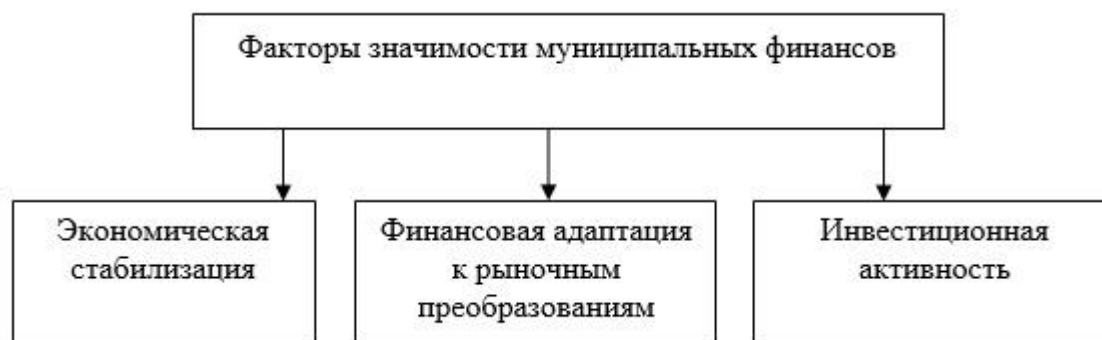 Факторы значимости муниципальных финансов
Экономическая
стабилизация
Финансовая адаптация
к рыночным
преобразованиям
Инвестиционная
активность